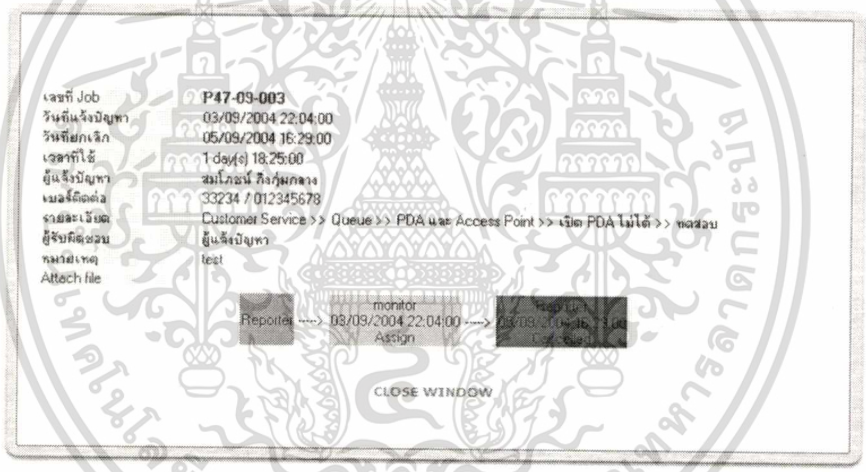 เลขที่ Job P47-09-003
วันที่แจ้งปัญหา 03/09/2004 22:04:00
วันที่ยกเลิก 05/09/2004 16:29:00
เวลาที่ใช้ 1 day(s) 18:25:00
ผู้แจ้งปัญหา สมโภชน์ กิ่งกุ่มกลาง
เบอร์ติดต่อ 33234 / 012345678
รายละเอียด Customer Service >> Queue >> PDA และ Access Point >> เปิด PDA ไม่ได้ >> ทดสอบ
ผู้รับผิดชอบ ผู้แจ้งปัญหา
หมายเหตุ test
Attach file
monitor
Reporter ----> 03/09/2004 22:04:00 ---->
Assign Cancelled
CLOSE WINDOW